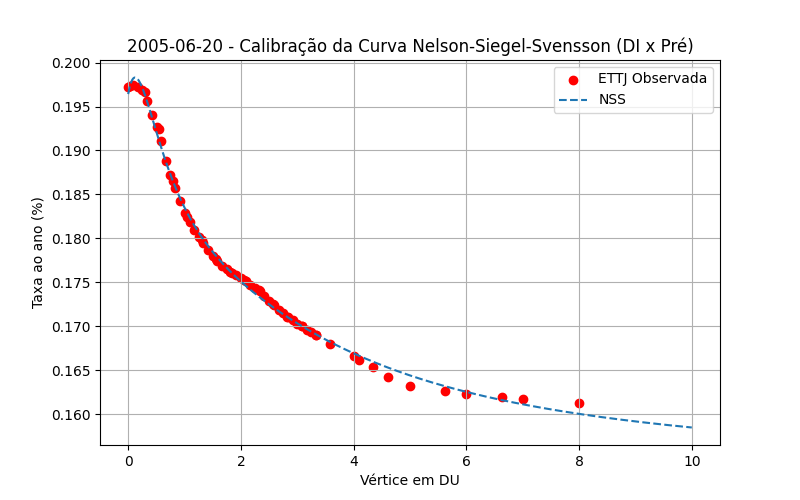 2005-06-20 - Calibração da Curva Nelson-Siegel-Svensson (DI x Pré)
ETTJ Observada
NSS
Taxa ao ano (%)
0.200
0.195
0.190
0.185
0.180
0.175
0.170
0.165
0.160
0 2 4 6 8 10
Vértice em DU